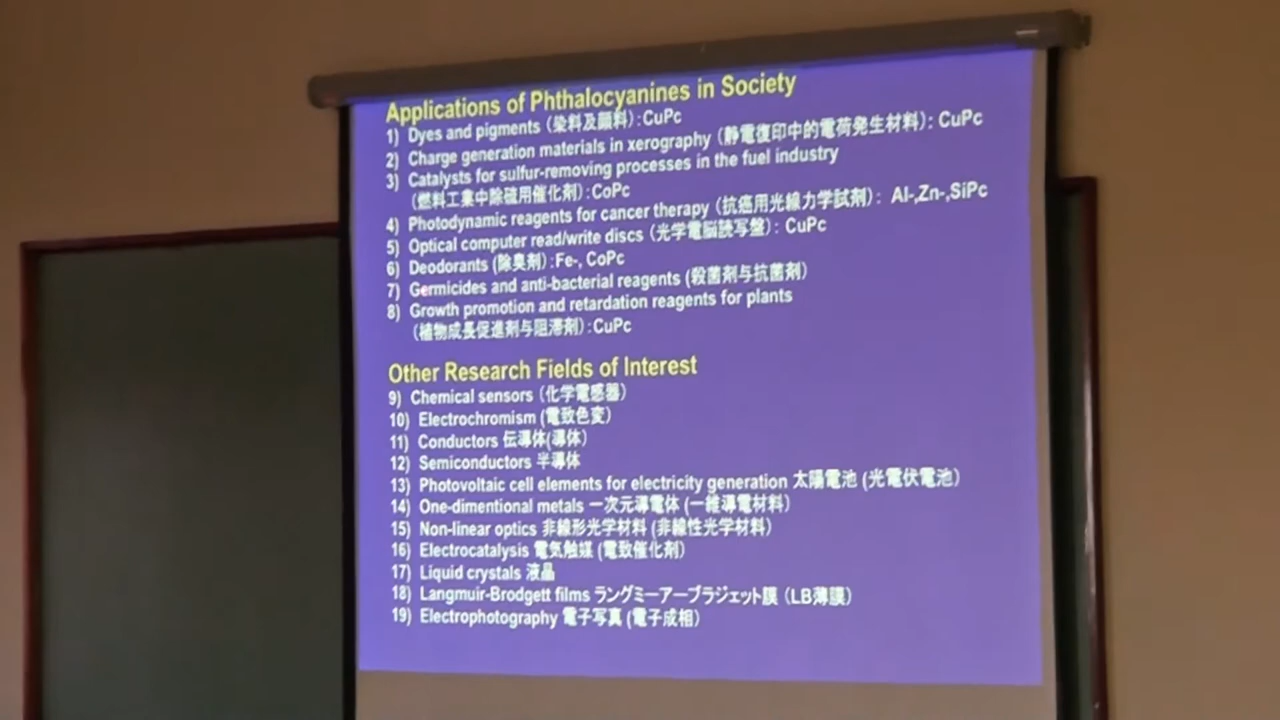 Applications of Phthalocyanines in Society
1) Dyes and pigments (染料及顔料):CuPc
2) Charge generation materials in xerography (静電復印中的電荷発生材料): CuPc
3) Catalysts for sulfur-removing processes in the fuel industry
(燃料工業中除硫用催化剤):CoPc
4) Photodynamic reagents for cancer therapy (抗癌用光線力学試剤): Al-,Zn-,SiPc
5) Optical computer read/write discs (光学電脳読写盤): CuPc
6) Deodorants (除臭剤):Fe-, CoPc
7) Germicides and anti-bacterial reagents (殺菌剤与抗菌剤)
8) Growth promotion and retardation reagents for plants
(植物成長促進剤与阻滞剤):CuPc
Other Research Fields of Interest
9) Chemical sensors (化学電感器)
10) Electrochromism (電致色変)
11) Conductors 伝導体(導体)
12) Semiconductors 半導体
13) Photovoltaic cell elements for electricity generation 太陽電池 (光電伏電池)
14) One-dimentional metals 一次元導電体 (一維導電材料)
15) Non-linear optics 非線形光学材料 (非線性光学材料)
16) Electrocatalysis 電気触媒 (電致催化剤)
17) Liquid crystals 液晶
18) Langmuir-Brodgett films ラングミーアーブラジェット膜 (LB薄膜)
19) Electrophotography 電子写真 (電子成相)